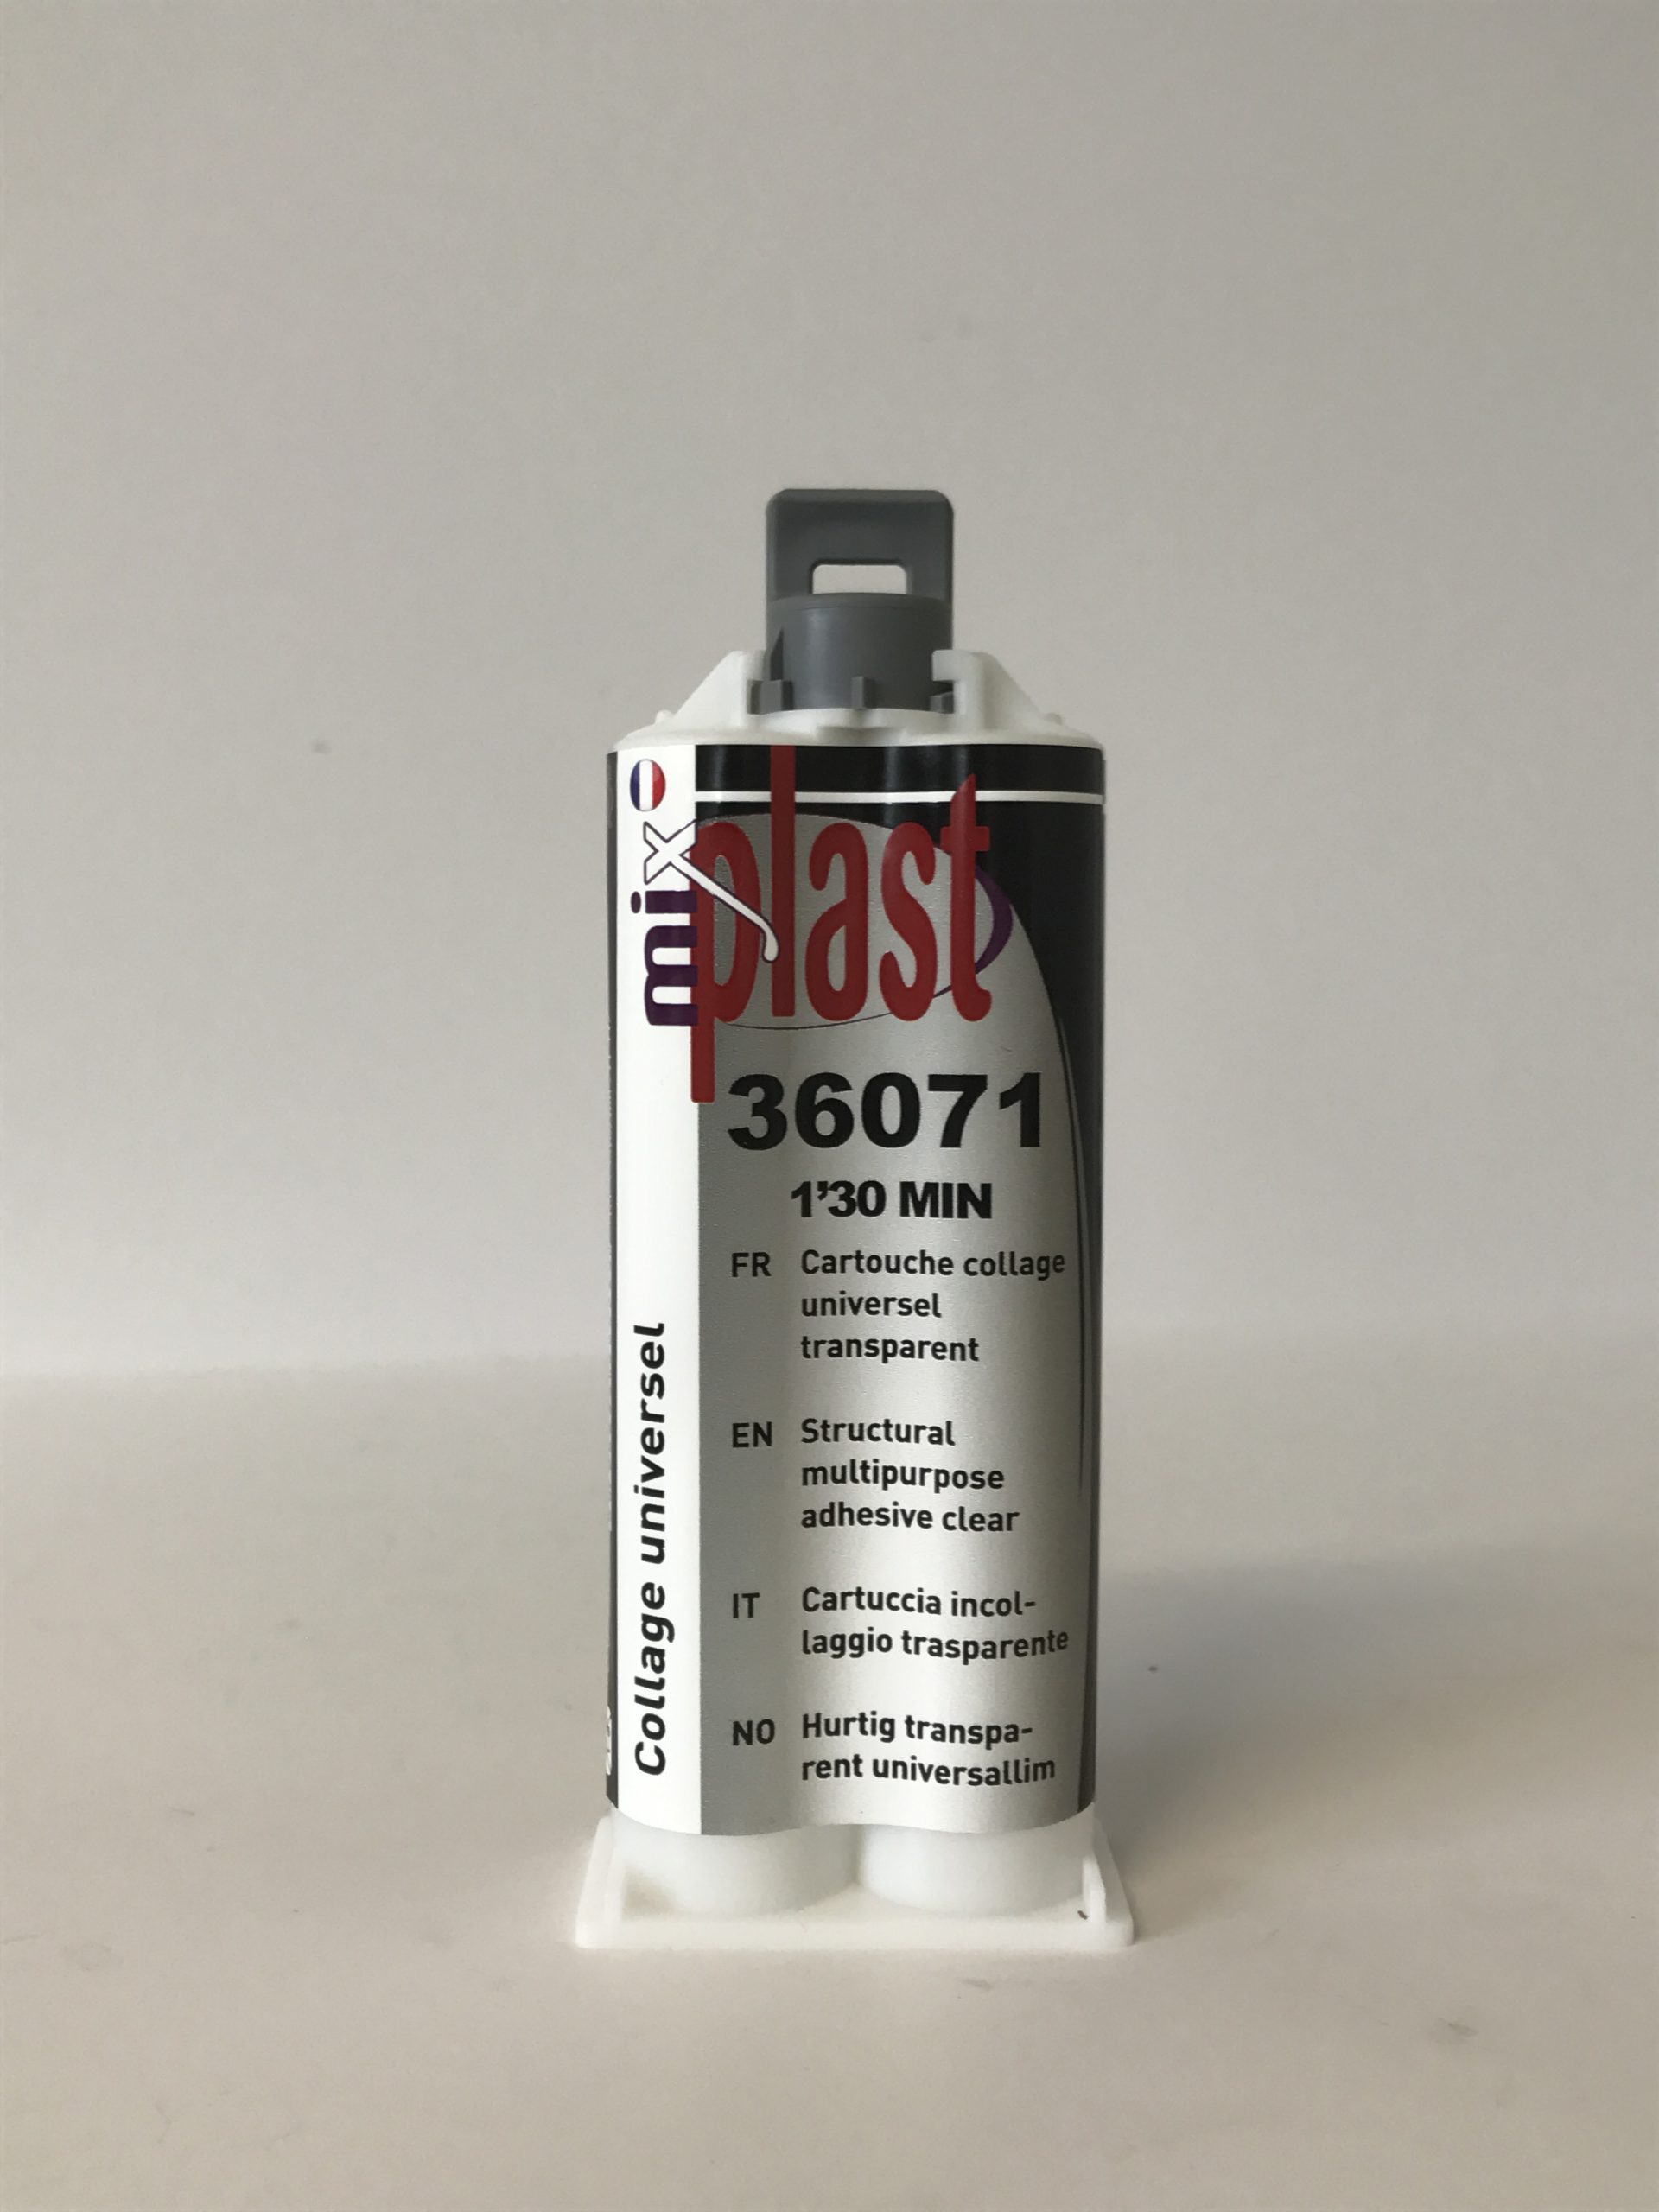 mix
plast
36071
1’30 MIN
FR Cartouche collage
universel
transparent
EN Structural
multipurpose
adhesive clear
IT Cartuccia incol-
laggio trasparente
NO Hurtig transpa-
rent universallim
Collage universel